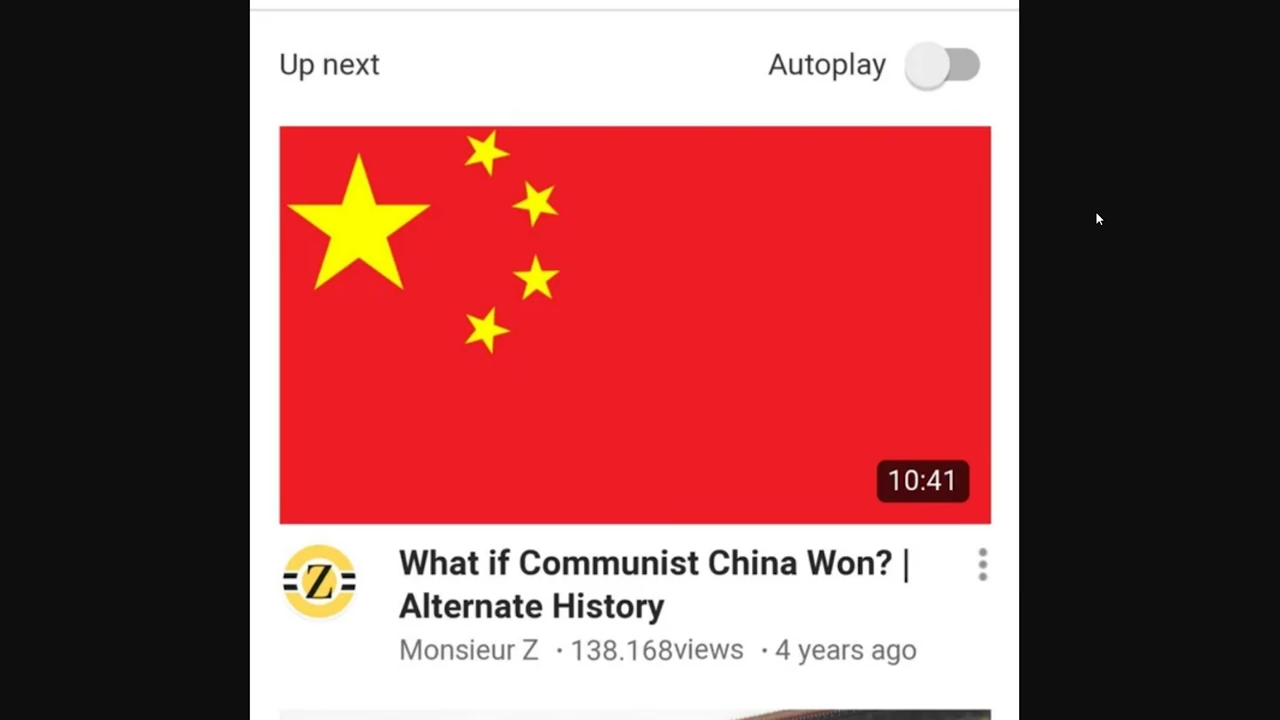 Up next
Autoplay
10:41
Z
What if Communist China Won? |
Alternate History
Monsieur Z · 138.168views · 4 years ago